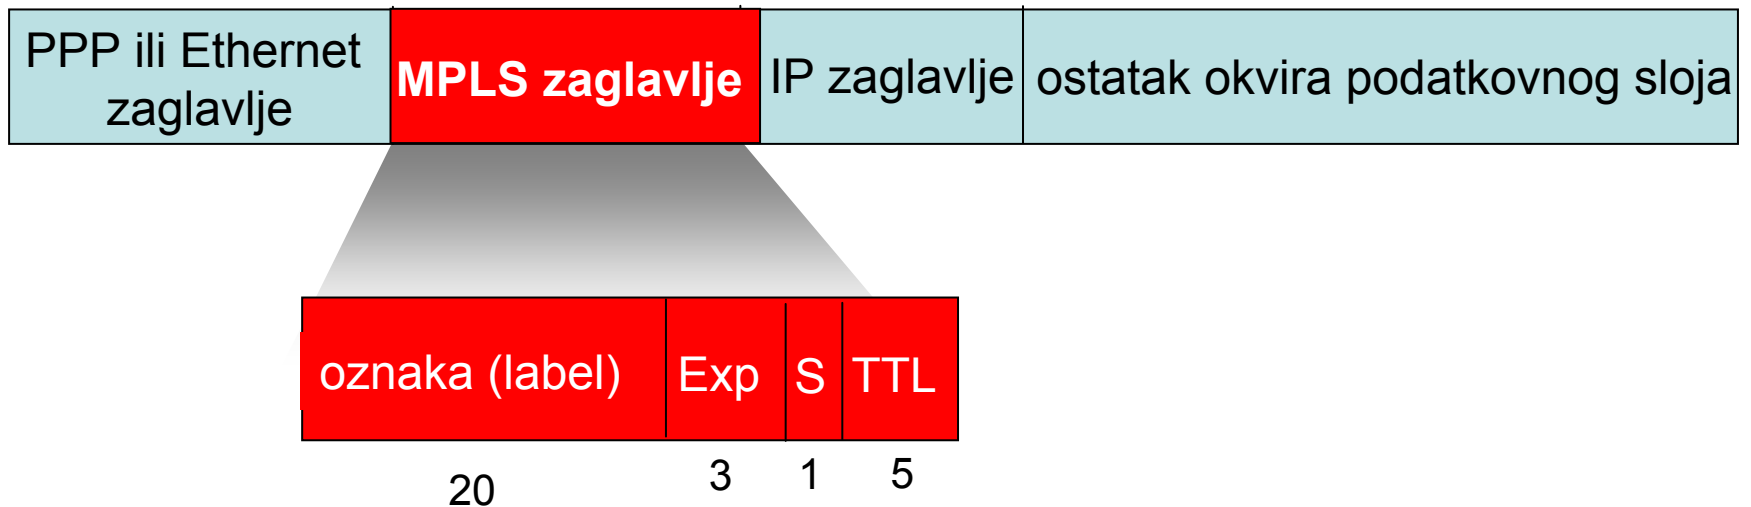 PPP ili Ethernet
zaglavlje
MPLS zaglavlje
IP zaglavlje
ostatak okvira podatkovnog sloja
oznaka (label)
Exp
S
TTL
20
3
1
5